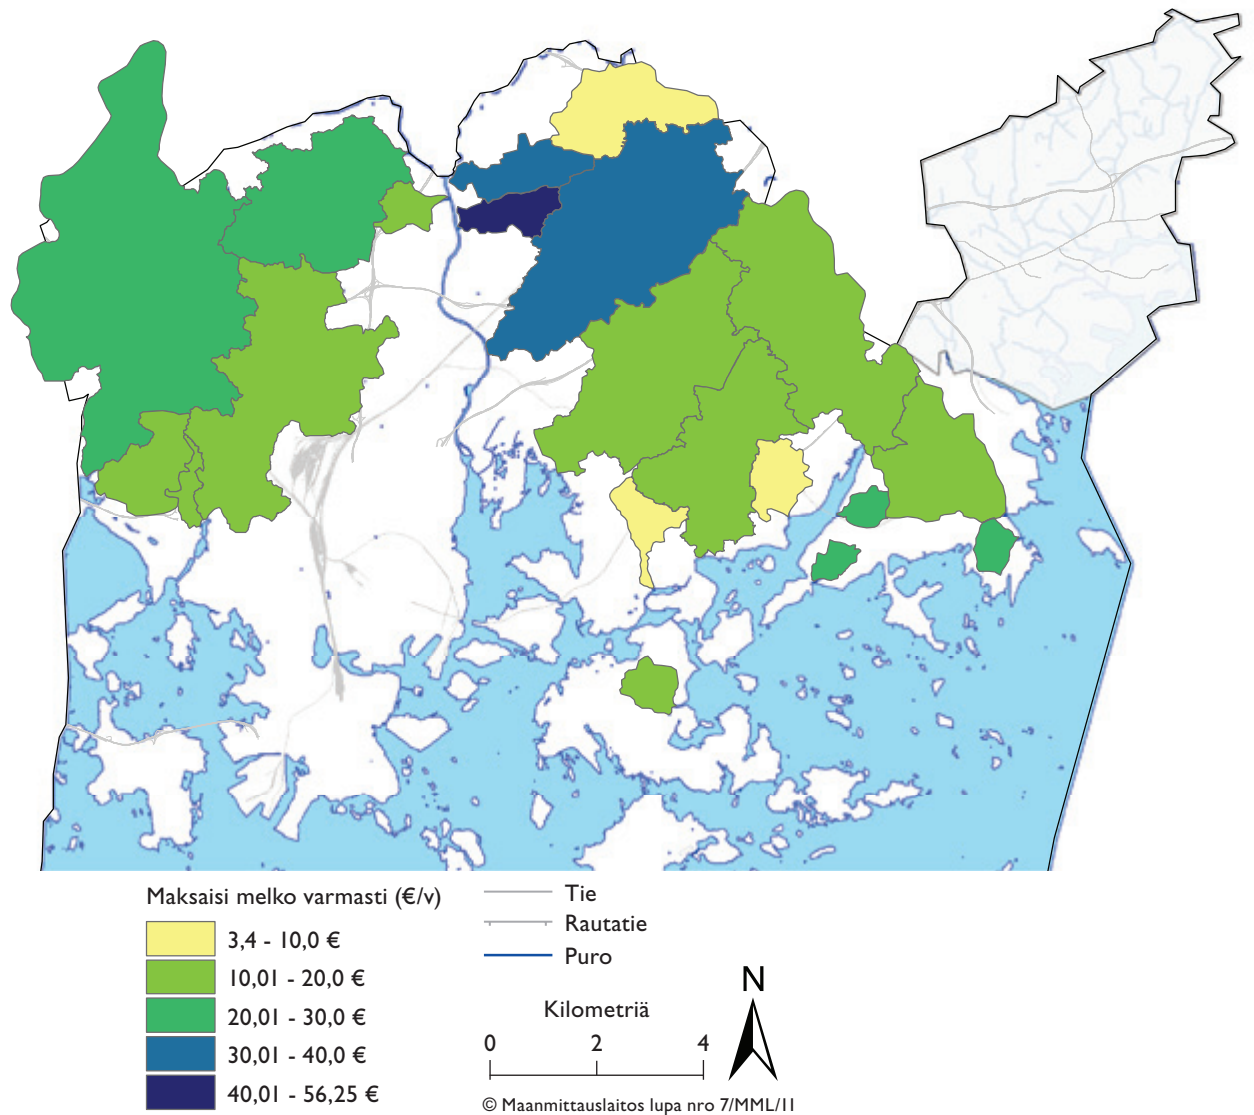 Maksaisi melko varmasti (€/v)
3,4 - 10,0 €
10,01 - 20,0 €
20,01 - 30,0 €
30,01 - 40,0 €
40,01 - 56,25 €
Tie
Rautatie
Puro
Kilometriä
0 2 4
N
© Maanmittauslaitos lupa nro 7/MML/11